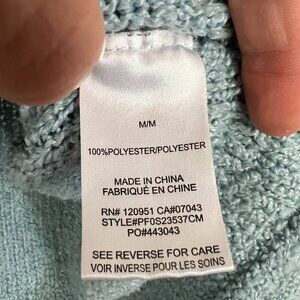 M/M
100%POLYESTER/POLYESTER
MADE IN CHINA
FABRIQUÉ EN CHINE
RN# 120951 CA#07043
STYLE#PF0S23537CM
PO#443043
SEE REVERSE FOR CARE
VOIR INVERSE POUR LES SOINS